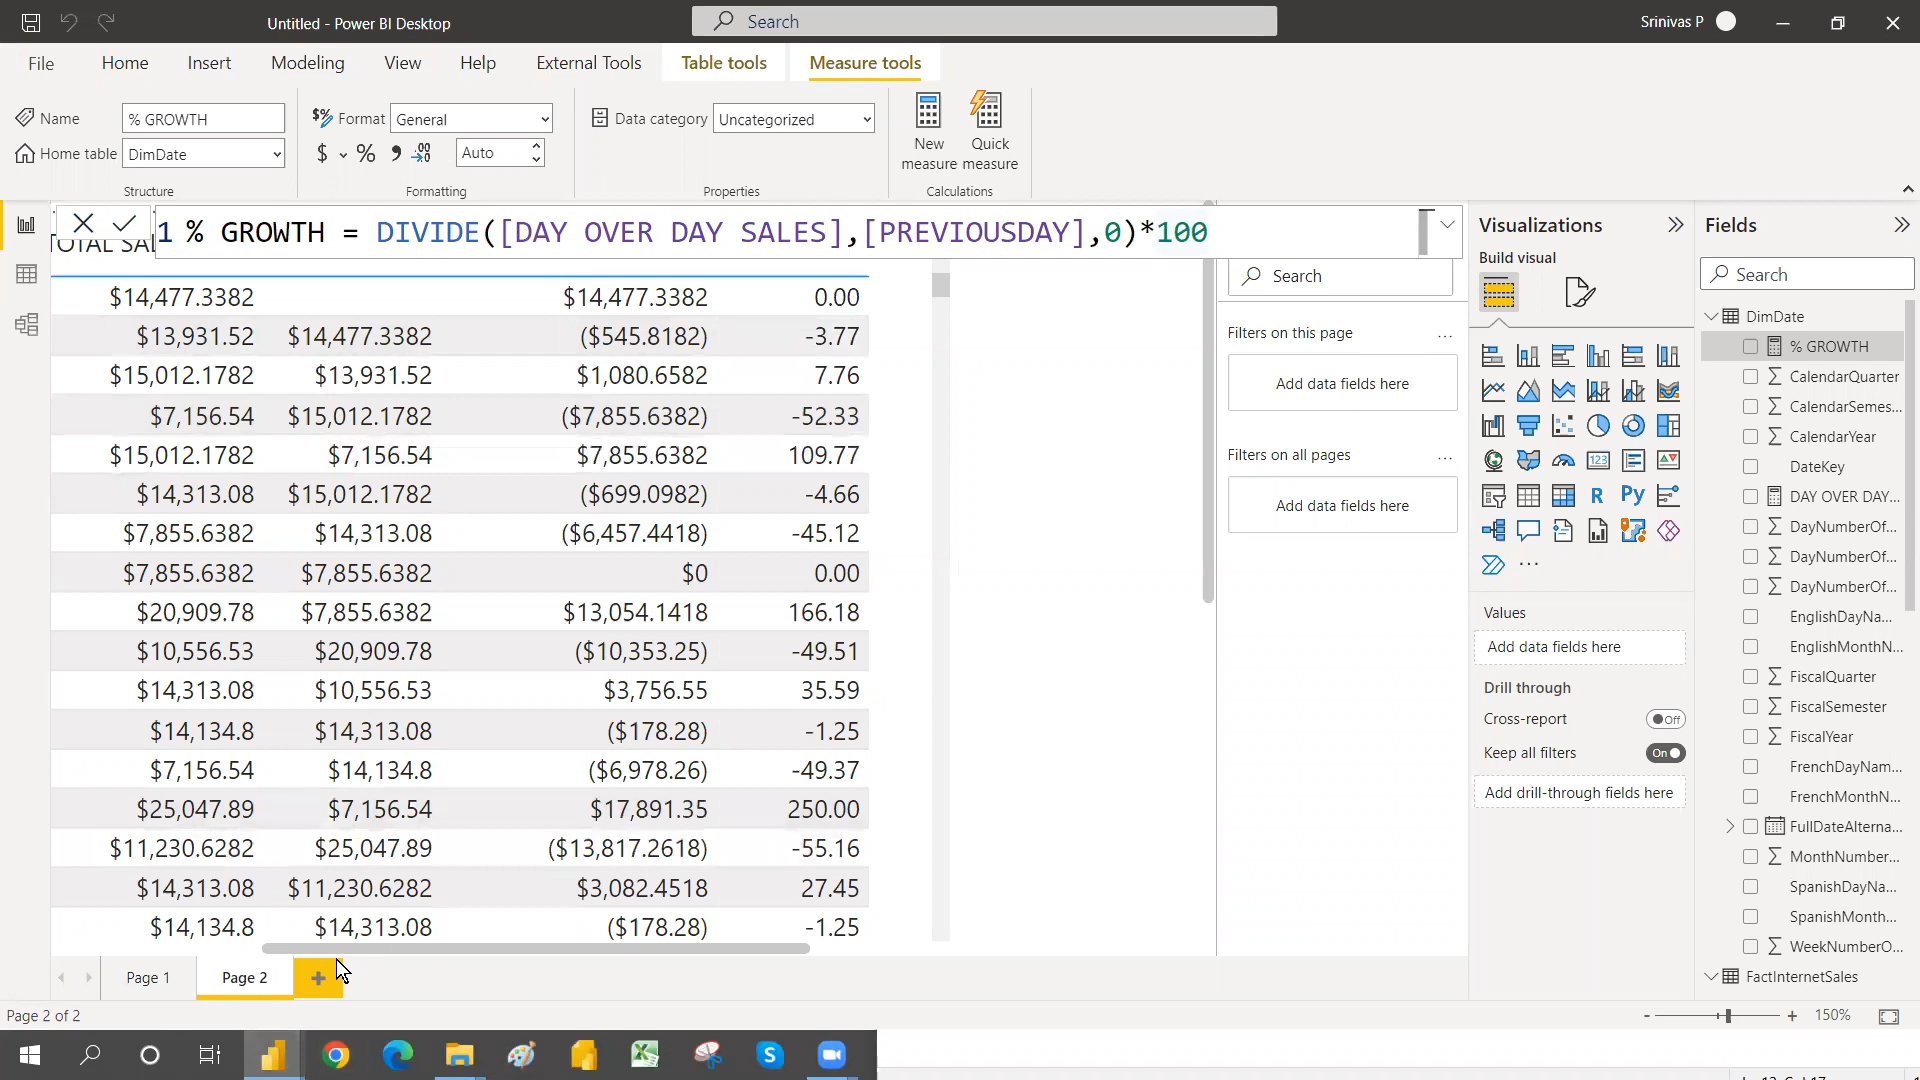 Untitled - Power BI Desktop
Search
Srinivas P
File
Home
Insert
Modeling
View
Help
External Tools
Table tools
Measure tools
Name
% GROWTH
Home table
DimDate
Structure
Format
General
$ % , .00
Auto
Formatting
Data category
Uncategorized
Properties
New measure
Quick measure
Calculations
1 % GROWTH = DIVIDE([DAY OVER DAY SALES],[PREVIOUSDAY],0)*100
$14,477.3382 $14,477.3382 0.00
$13,931.52 $14,477.3382 ($545.8182) -3.77
$15,012.1782 $13,931.52 $1,080.6582 7.76
$7,156.54 $15,012.1782 ($7,855.6382) -52.33
$15,012.1782 $7,156.54 $7,855.6382 109.77
$14,313.08 $15,012.1782 ($699.0982) -4.66
$7,855.6382 $14,313.08 ($6,457.4418) -45.12
$7,855.6382 $7,855.6382 $0 0.00
$20,909.78 $7,855.6382 $13,054.1418 166.18
$10,556.53 $20,909.78 ($10,353.25) -49.51
$14,313.08 $10,556.53 $3,756.55 35.59
$14,134.8 $14,313.08 ($178.28) -1.25
$7,156.54 $14,134.8 ($6,978.26) -49.37
$25,047.89 $7,156.54 $17,891.35 250.00
$11,230.6282 $25,047.89 ($13,817.2618) -55.16
$14,313.08 $11,230.6282 $3,082.4518 27.45
$14,134.8 $14,313.08 ($178.28) -1.25
Search
Filters on this page ...
Add data fields here
Filters on all pages ...
Add data fields here
Visualizations
Build visual
123
R Py
...
Values
Add data fields here
Drill through
Cross-report Off
Keep all filters On
Add drill-through fields here
Fields
Search
DimDate
% GROWTH
CalendarQuarter
CalendarSemes...
CalendarYear
DateKey
DAY OVER DAY...
DayNumberOf...
DayNumberOf...
DayNumberOf...
EnglishDayNa...
EnglishMonthN...
FiscalQuarter
FiscalSemester
FiscalYear
FrenchDayNam...
FrenchMonthN...
FullDateAlterna...
MonthNumber...
SpanishDayNa...
SpanishMonth...
WeekNumberO...
FactInternetSales
Page 1
Page 2
+
Page 2 of 2
- + 150%